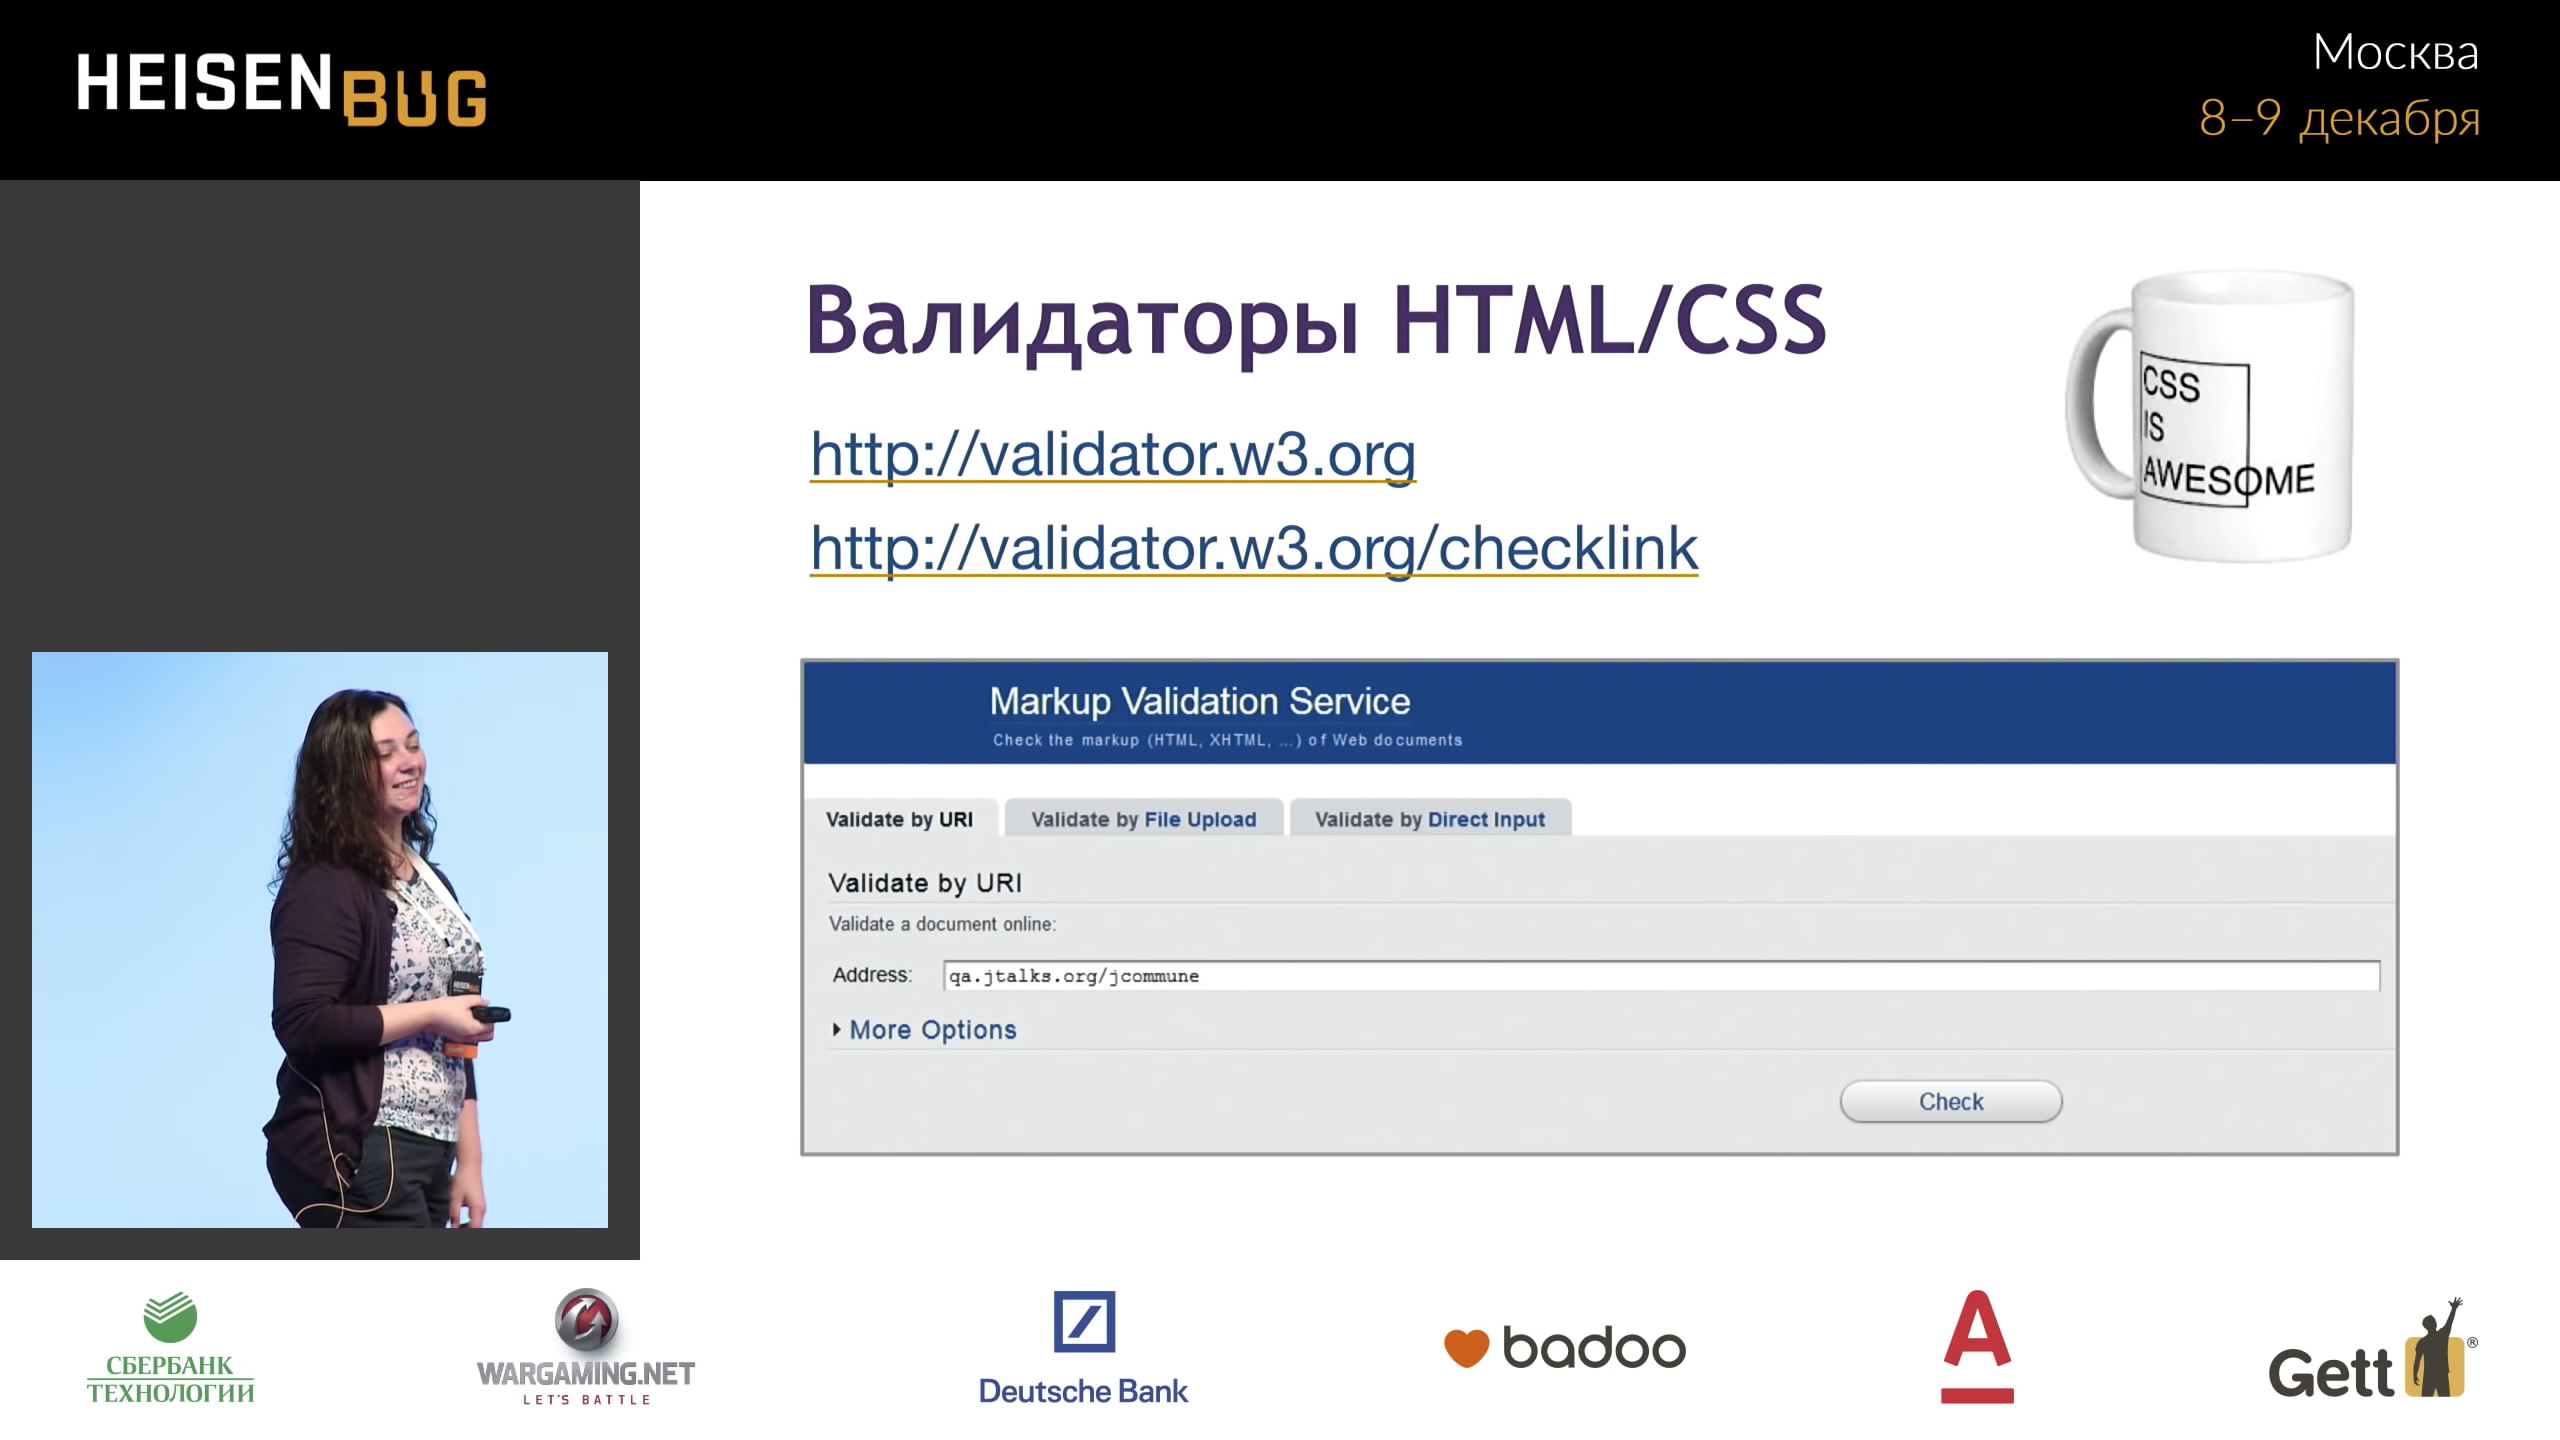 HEISENBUG
Москва
8–9 декабря
Валидаторы HTML/CSS
http://validator.w3.org
http://validator.w3.org/checklink
CSS
IS
AWESOME
Markup Validation Service
Check the markup (HTML, XHTML, ...) of Web documents
Validate by URI
Validate by File Upload
Validate by Direct Input
Validate by URI
Validate a document online:
Address: qa.jtalks.org/jcommune
More Options
Check
HEISENBUG
СБЕРБАНК
ТЕХНОЛОГИИ
WARGAMING.NET
LET'S BATTLE
Deutsche Bank
badoo
А
Gett®